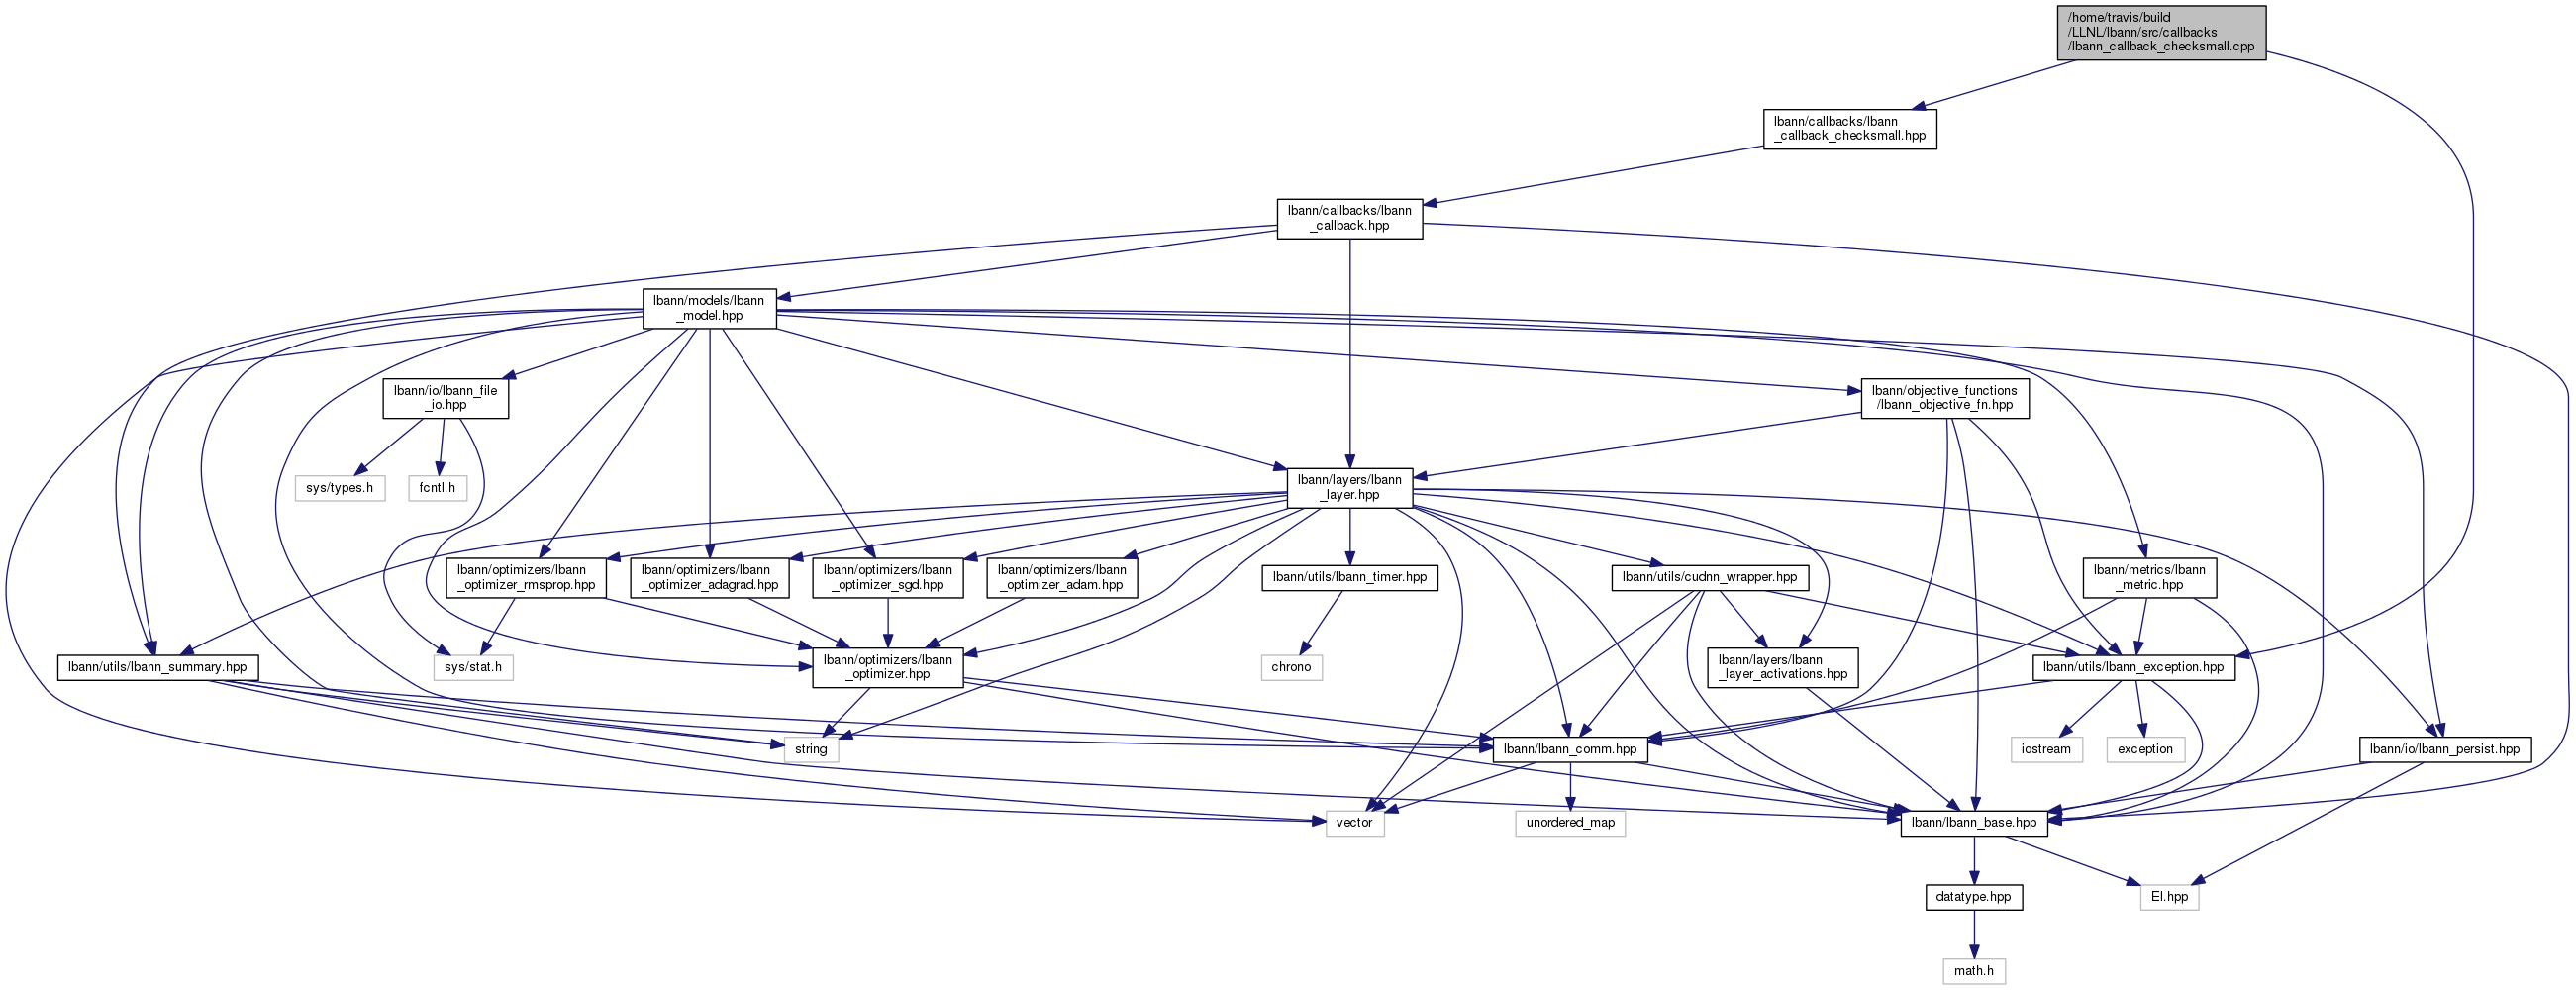 /home/travis/build
/LLNL/lbann/src/callbacks
/lbann_callback_checksmall.cpp
lbann/callbacks/lbann
_callback_checksmall.hpp
lbann/callbacks/lbann
_callback.hpp
lbann/models/lbann
_model.hpp
lbann/io/lbann_file
_io.hpp
lbann/objective_functions
/lbann_objective_fn.hpp
sys/types.h
fcntl.h
lbann/layers/lbann
_layer.hpp
lbann/optimizers/lbann
_optimizer_rmsprop.hpp
lbann/optimizers/lbann
_optimizer_adagrad.hpp
lbann/optimizers/lbann
_optimizer_sgd.hpp
lbann/optimizers/lbann
_optimizer_adam.hpp
lbann/utils/lbann_timer.hpp
lbann/utils/cudnn_wrapper.hpp
lbann/metrics/lbann
_metric.hpp
lbann/utils/lbann_summary.hpp
sys/stat.h
lbann/optimizers/lbann
_optimizer.hpp
chrono
lbann/layers/lbann
_layer_activations.hpp
lbann/utils/lbann_exception.hpp
string
lbann/lbann_comm.hpp
iostream
exception
lbann/io/lbann_persist.hpp
vector
unordered_map
lbann/lbann_base.hpp
datatype.hpp
El.hpp
math.h